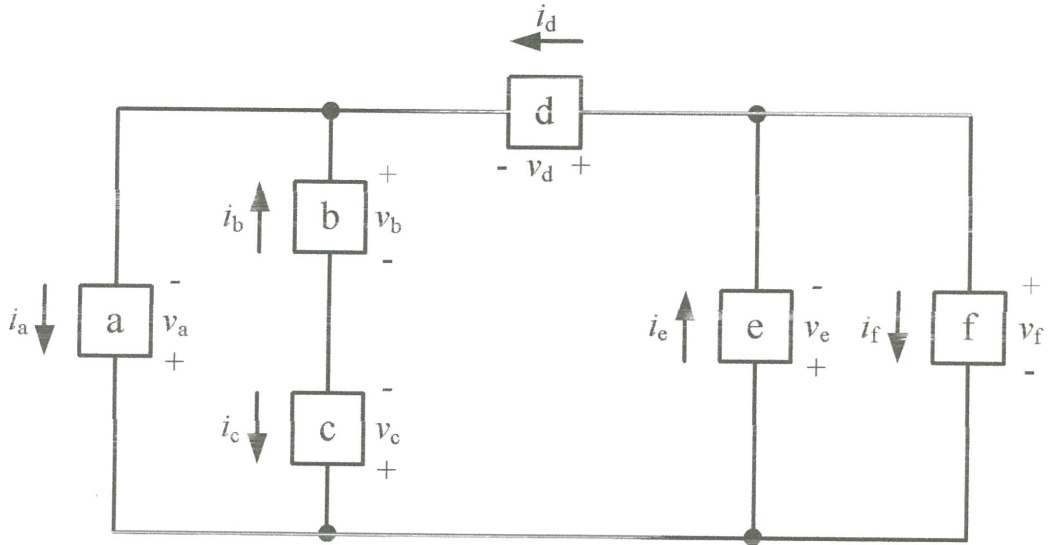 i_d
d
- v_d +
+
i_b b v_b
-
-
i_a a v_a
+
-
i_e e v_e
+
+
i_f f v_f
-
-
i_c c v_c
+